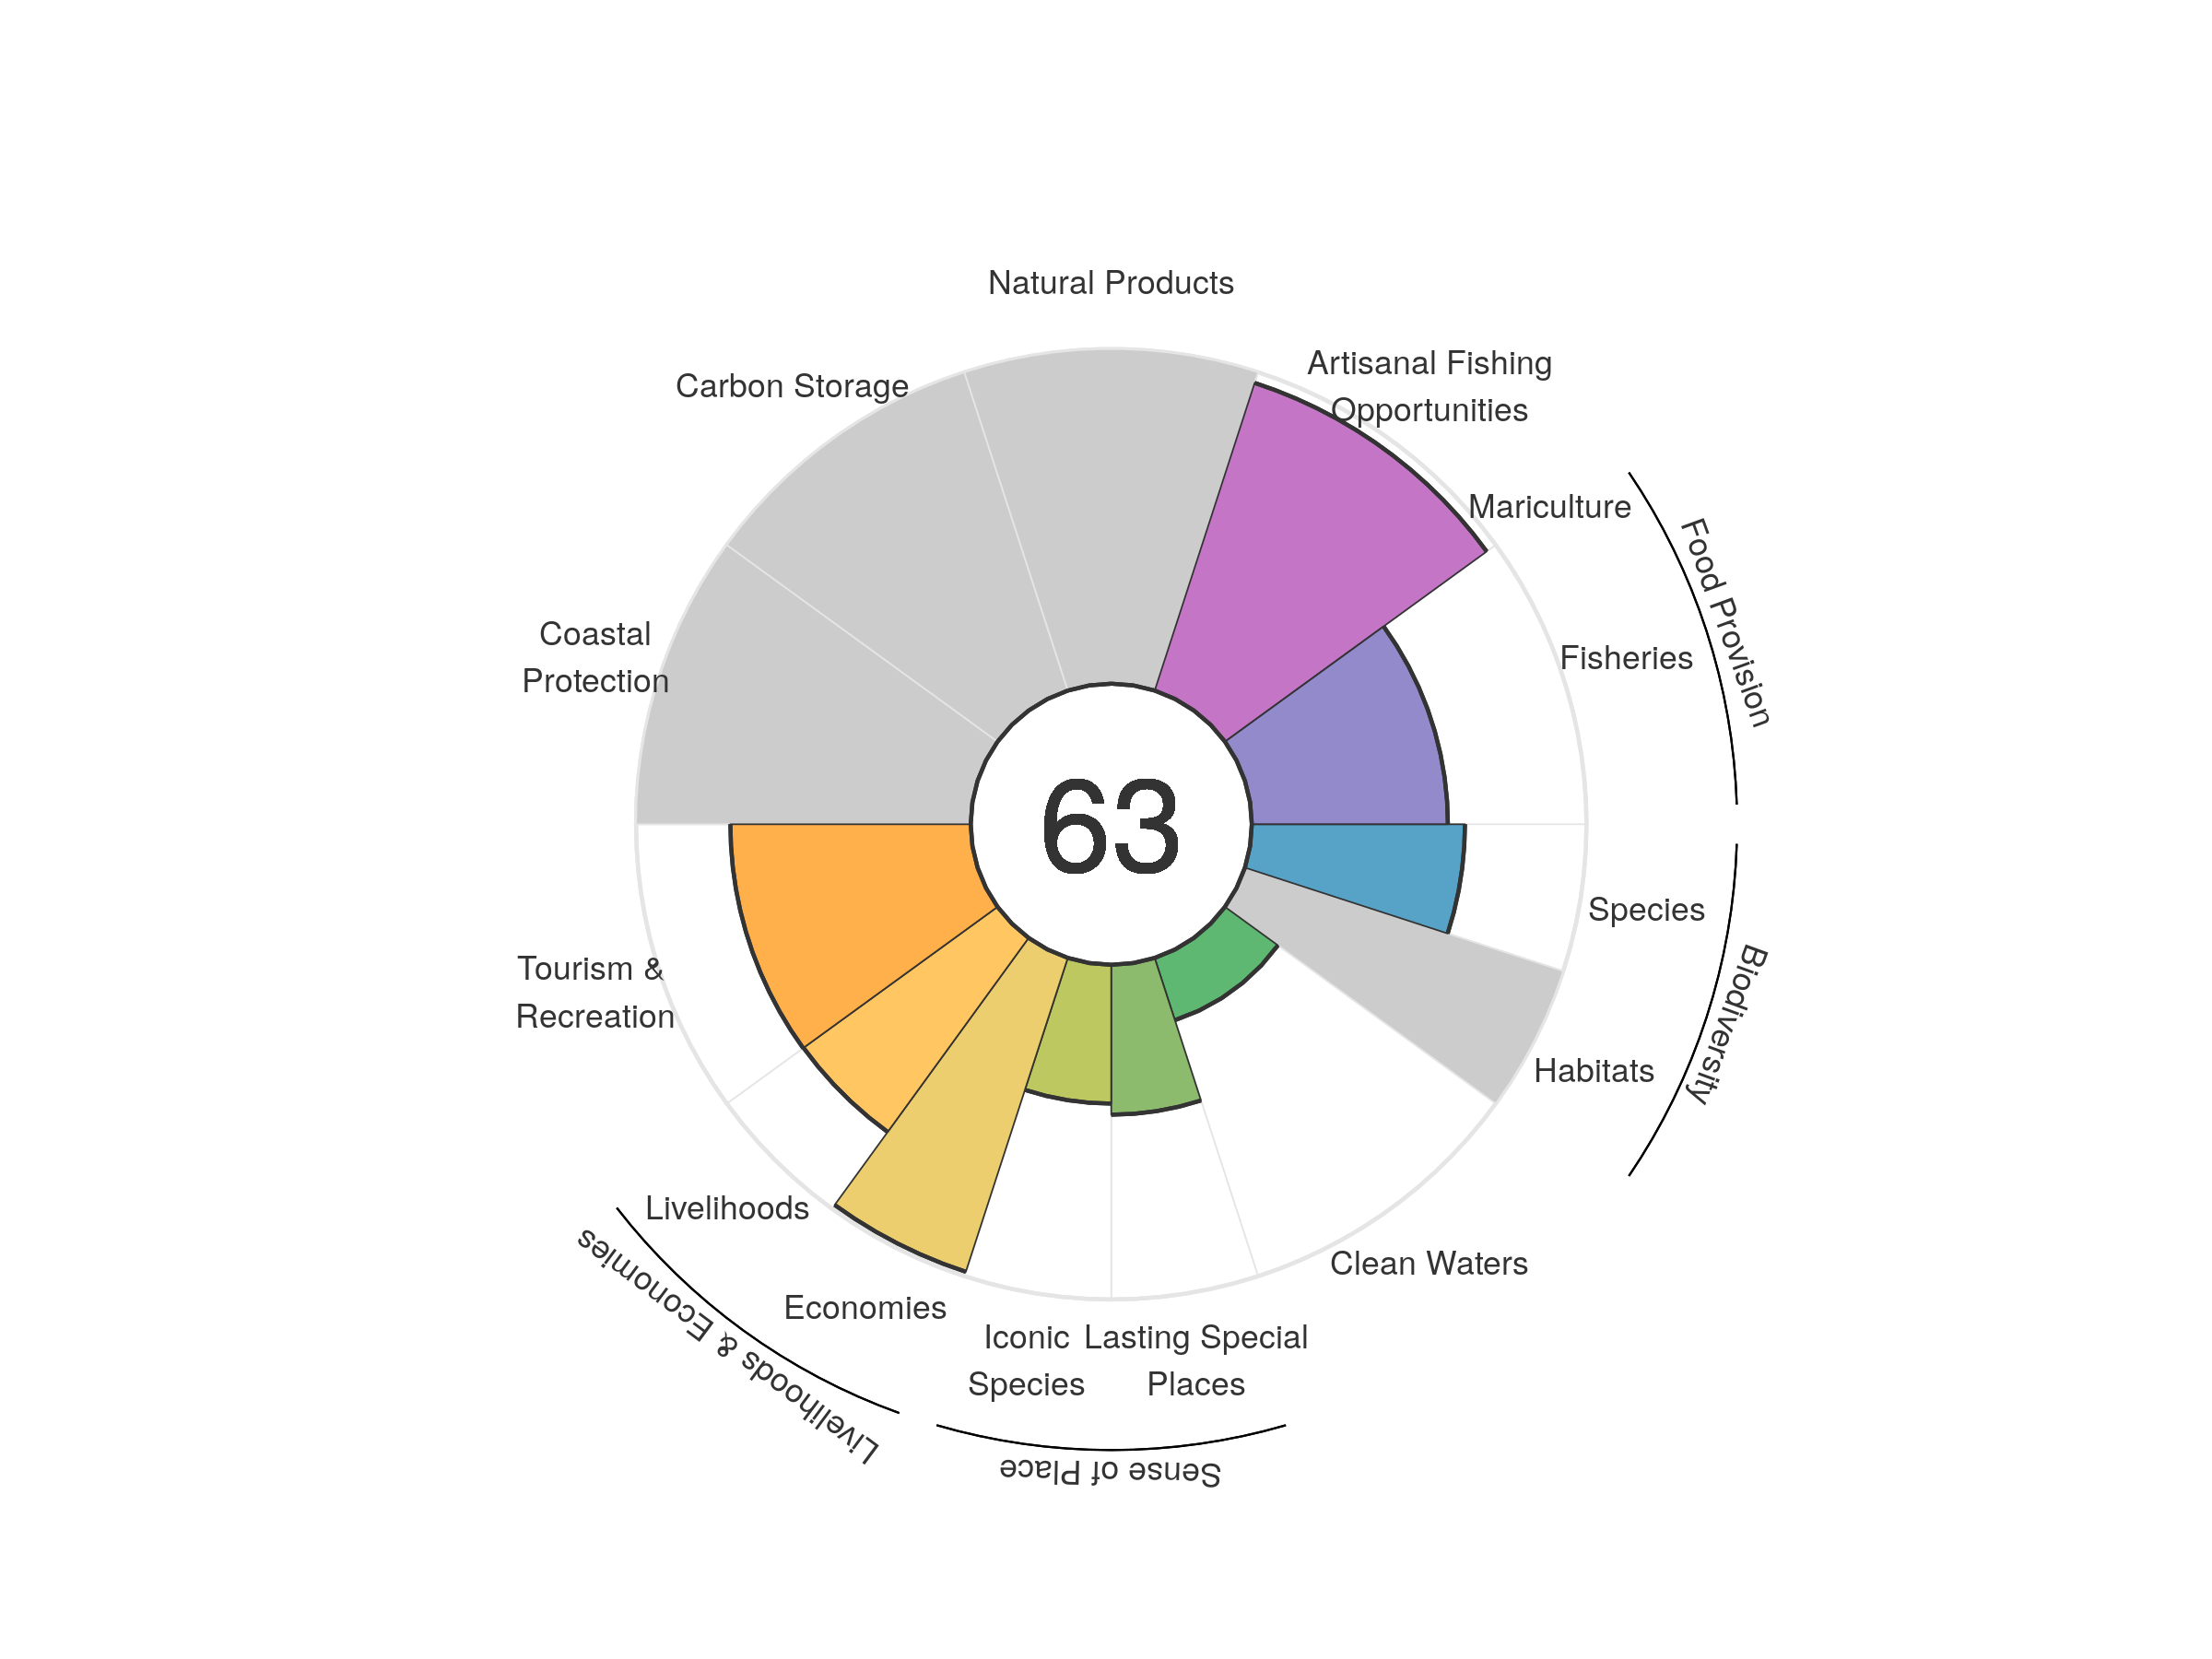 Natural Products
Artisanal Fishing
Opportunities
Carbon Storage
Mariculture
Food Provision
Fisheries
Coastal
Protection
63
Species
Biodiversity
Tourism &
Recreation
Habitats
Livelihoods
Clean Waters
Livelihoods & Economies
Economies
Iconic
Species
Lasting Special
Places
Sense of Place